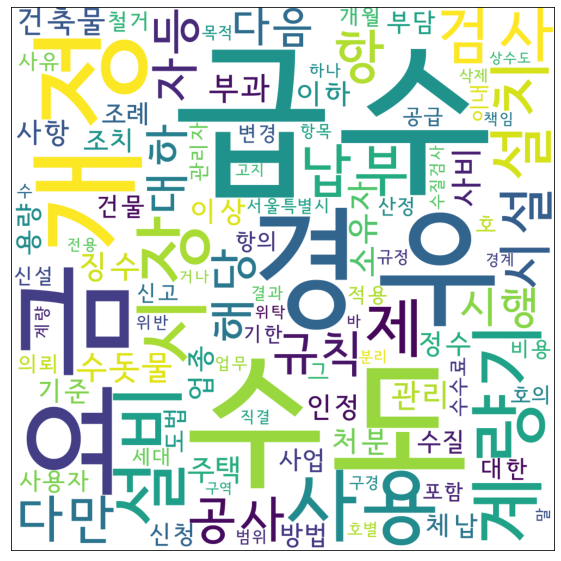 건축물
철거
목적
다음
개월
부담
검사
사유
개정
자등
급수
항
상수도
하나
삭제
이내
사항
조례
조치
부과
이하
변경
항목
공급
책임
설치
관리자
고지
대하
납부
수질검사
사비
수
용량
전용
건물
이상
서울특별시
산정
소유자
호
시설
신설
징수
시장
해당
항의
규정
경계
요금
계량
거나
신고
결과
위탁
적용
경우
시행
위반
기한
바
제
의뢰
수돗물
업종
업무
규칙
그
분리
정수
비용
기준
설비
도법
직결
수도
인정
관리
수수료
호의
계량기
사용자
세대
주택
구역
사업
처분
수질
대한
다만
신청
공사
범위
방법
사용
구경
호별
포함
체납
말